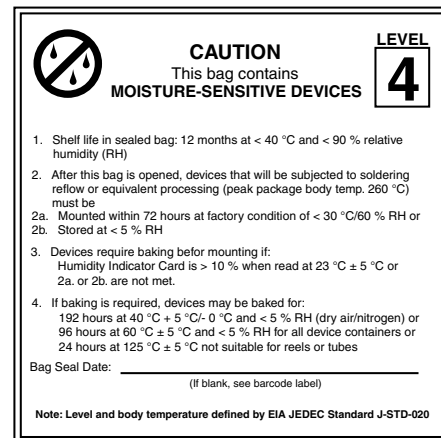 LEVEL
CAUTION
This bag contains
MOISTURE-SENSITIVE DEVICES
4
1. Shelf life in sealed bag: 12 months at < 40 °C and < 90 % relative
humidity (RH)
2. After this bag is opened, devices that will be subjected to soldering
reflow or equivalent processing (peak package body temp. 260 °C)
must be
2a. Mounted within 72 hours at factory condition of < 30 °C/60 % RH or
2b. Stored at < 5 % RH
3. Devices require baking befor mounting if:
Humidity Indicator Card is > 10 % when read at 23 °C ± 5 °C or
2a. or 2b. are not met.
4. If baking is required, devices may be baked for:
192 hours at 40 °C + 5 °C/- 0 °C and < 5 % RH (dry air/nitrogen) or
96 hours at 60 °C ± 5 °C and < 5 % RH for all device containers or
24 hours at 125 °C ± 5 °C not suitable for reels or tubes
Bag Seal Date:
(If blank, see barcode label)
Note: Level and body temperature defined by EIA JEDEC Standard J-STD-020